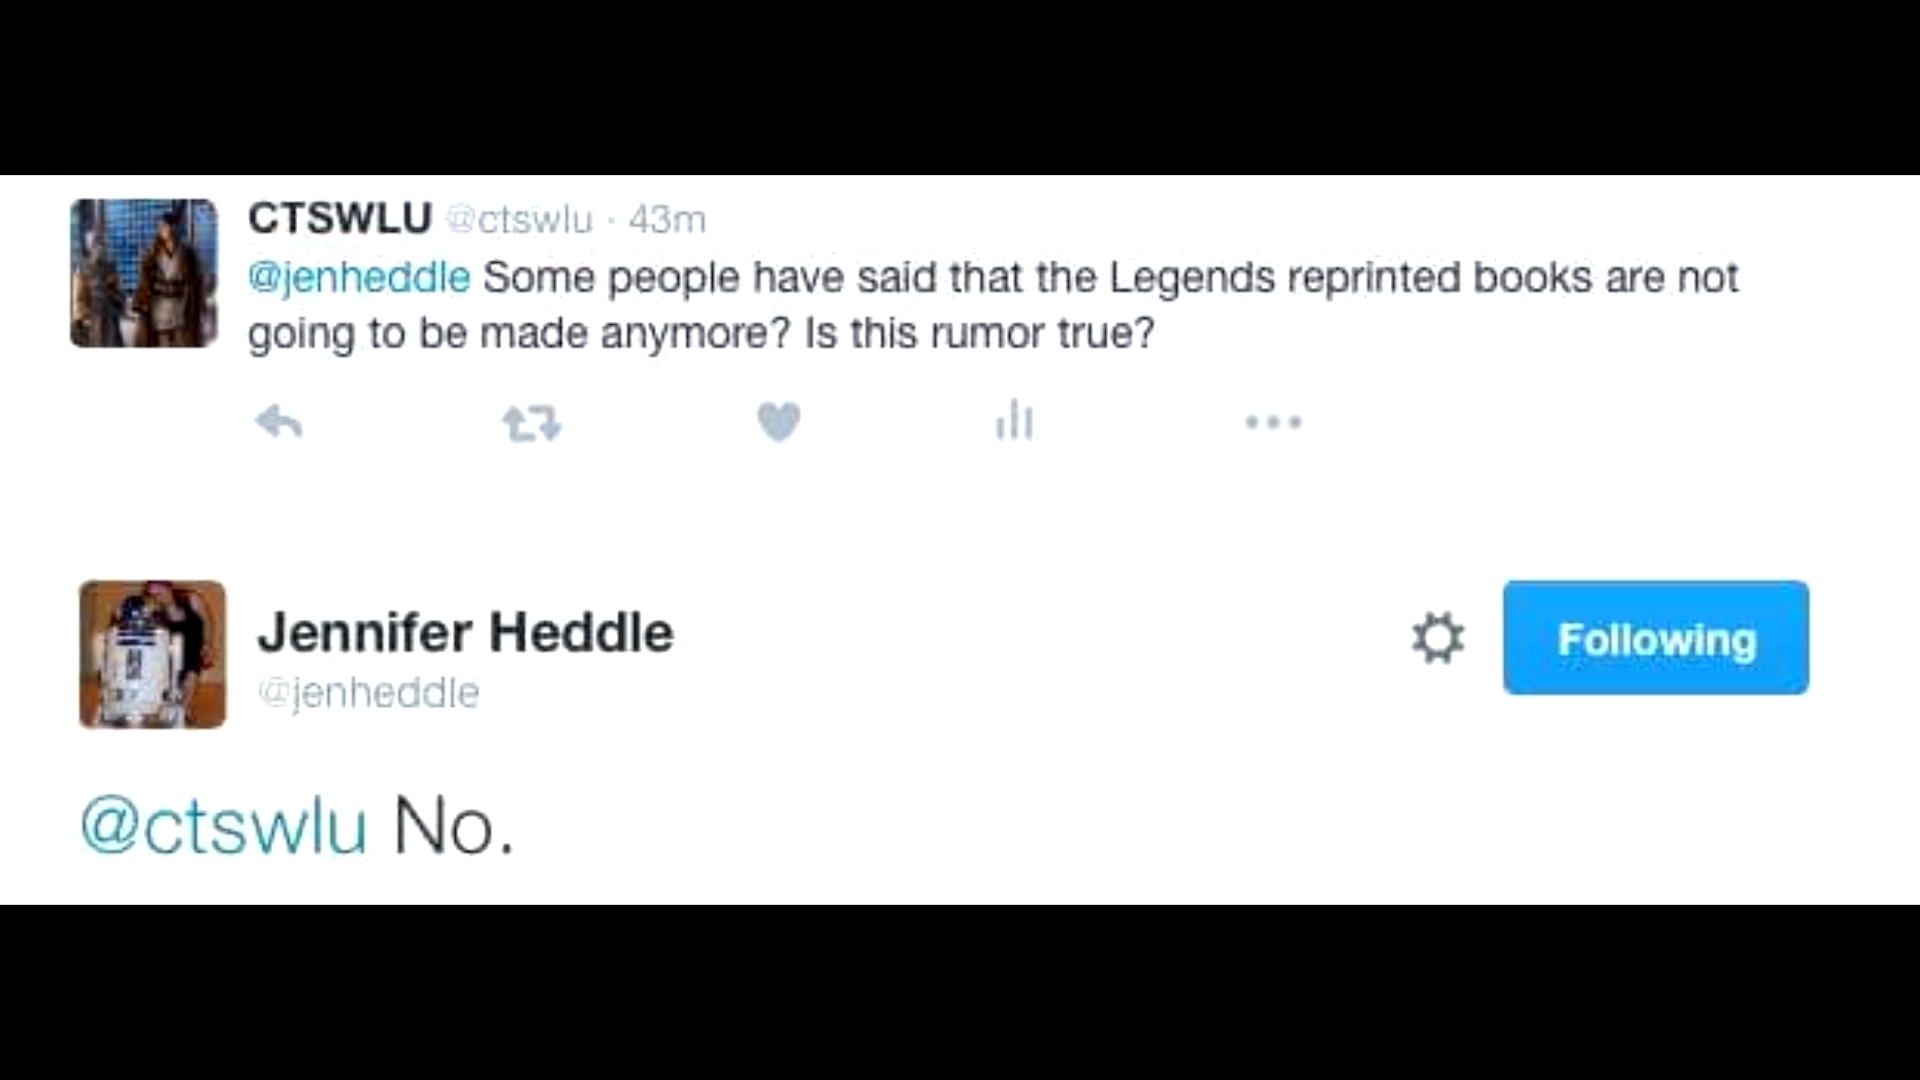 CTSWLU @ctswlu · 43m
@jenheddle Some people have said that the Legends reprinted books are not
going to be made anymore? Is this rumor true?
Jennifer Heddle
@jenheddle
Following
@ctswlu No.